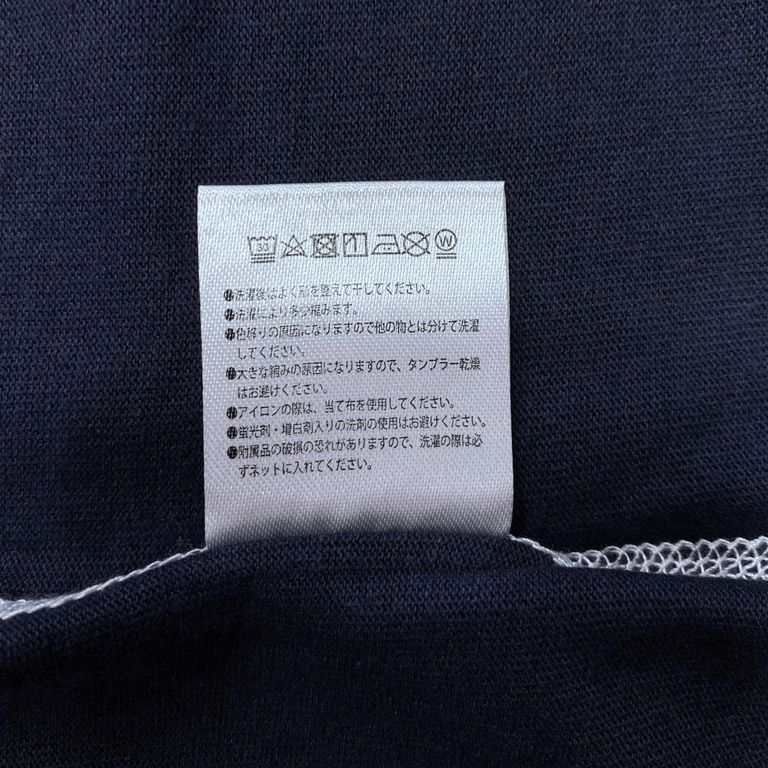 30 W
●洗濯後はよく形を整えて干してください。
●洗濯により多少縮みます。
●色移りの原因になりますので他の物とは分けて洗濯
してください。
●大きな縮みの原因になりますので、タンブラー乾燥
はお避けください。
●アイロンの際は、当て布を使用してください。
●蛍光剤・増白剤入りの洗剤の使用はお避けください。
●附属品の破損の恐れがありますので、洗濯の際は必
ずネットに入れてください。